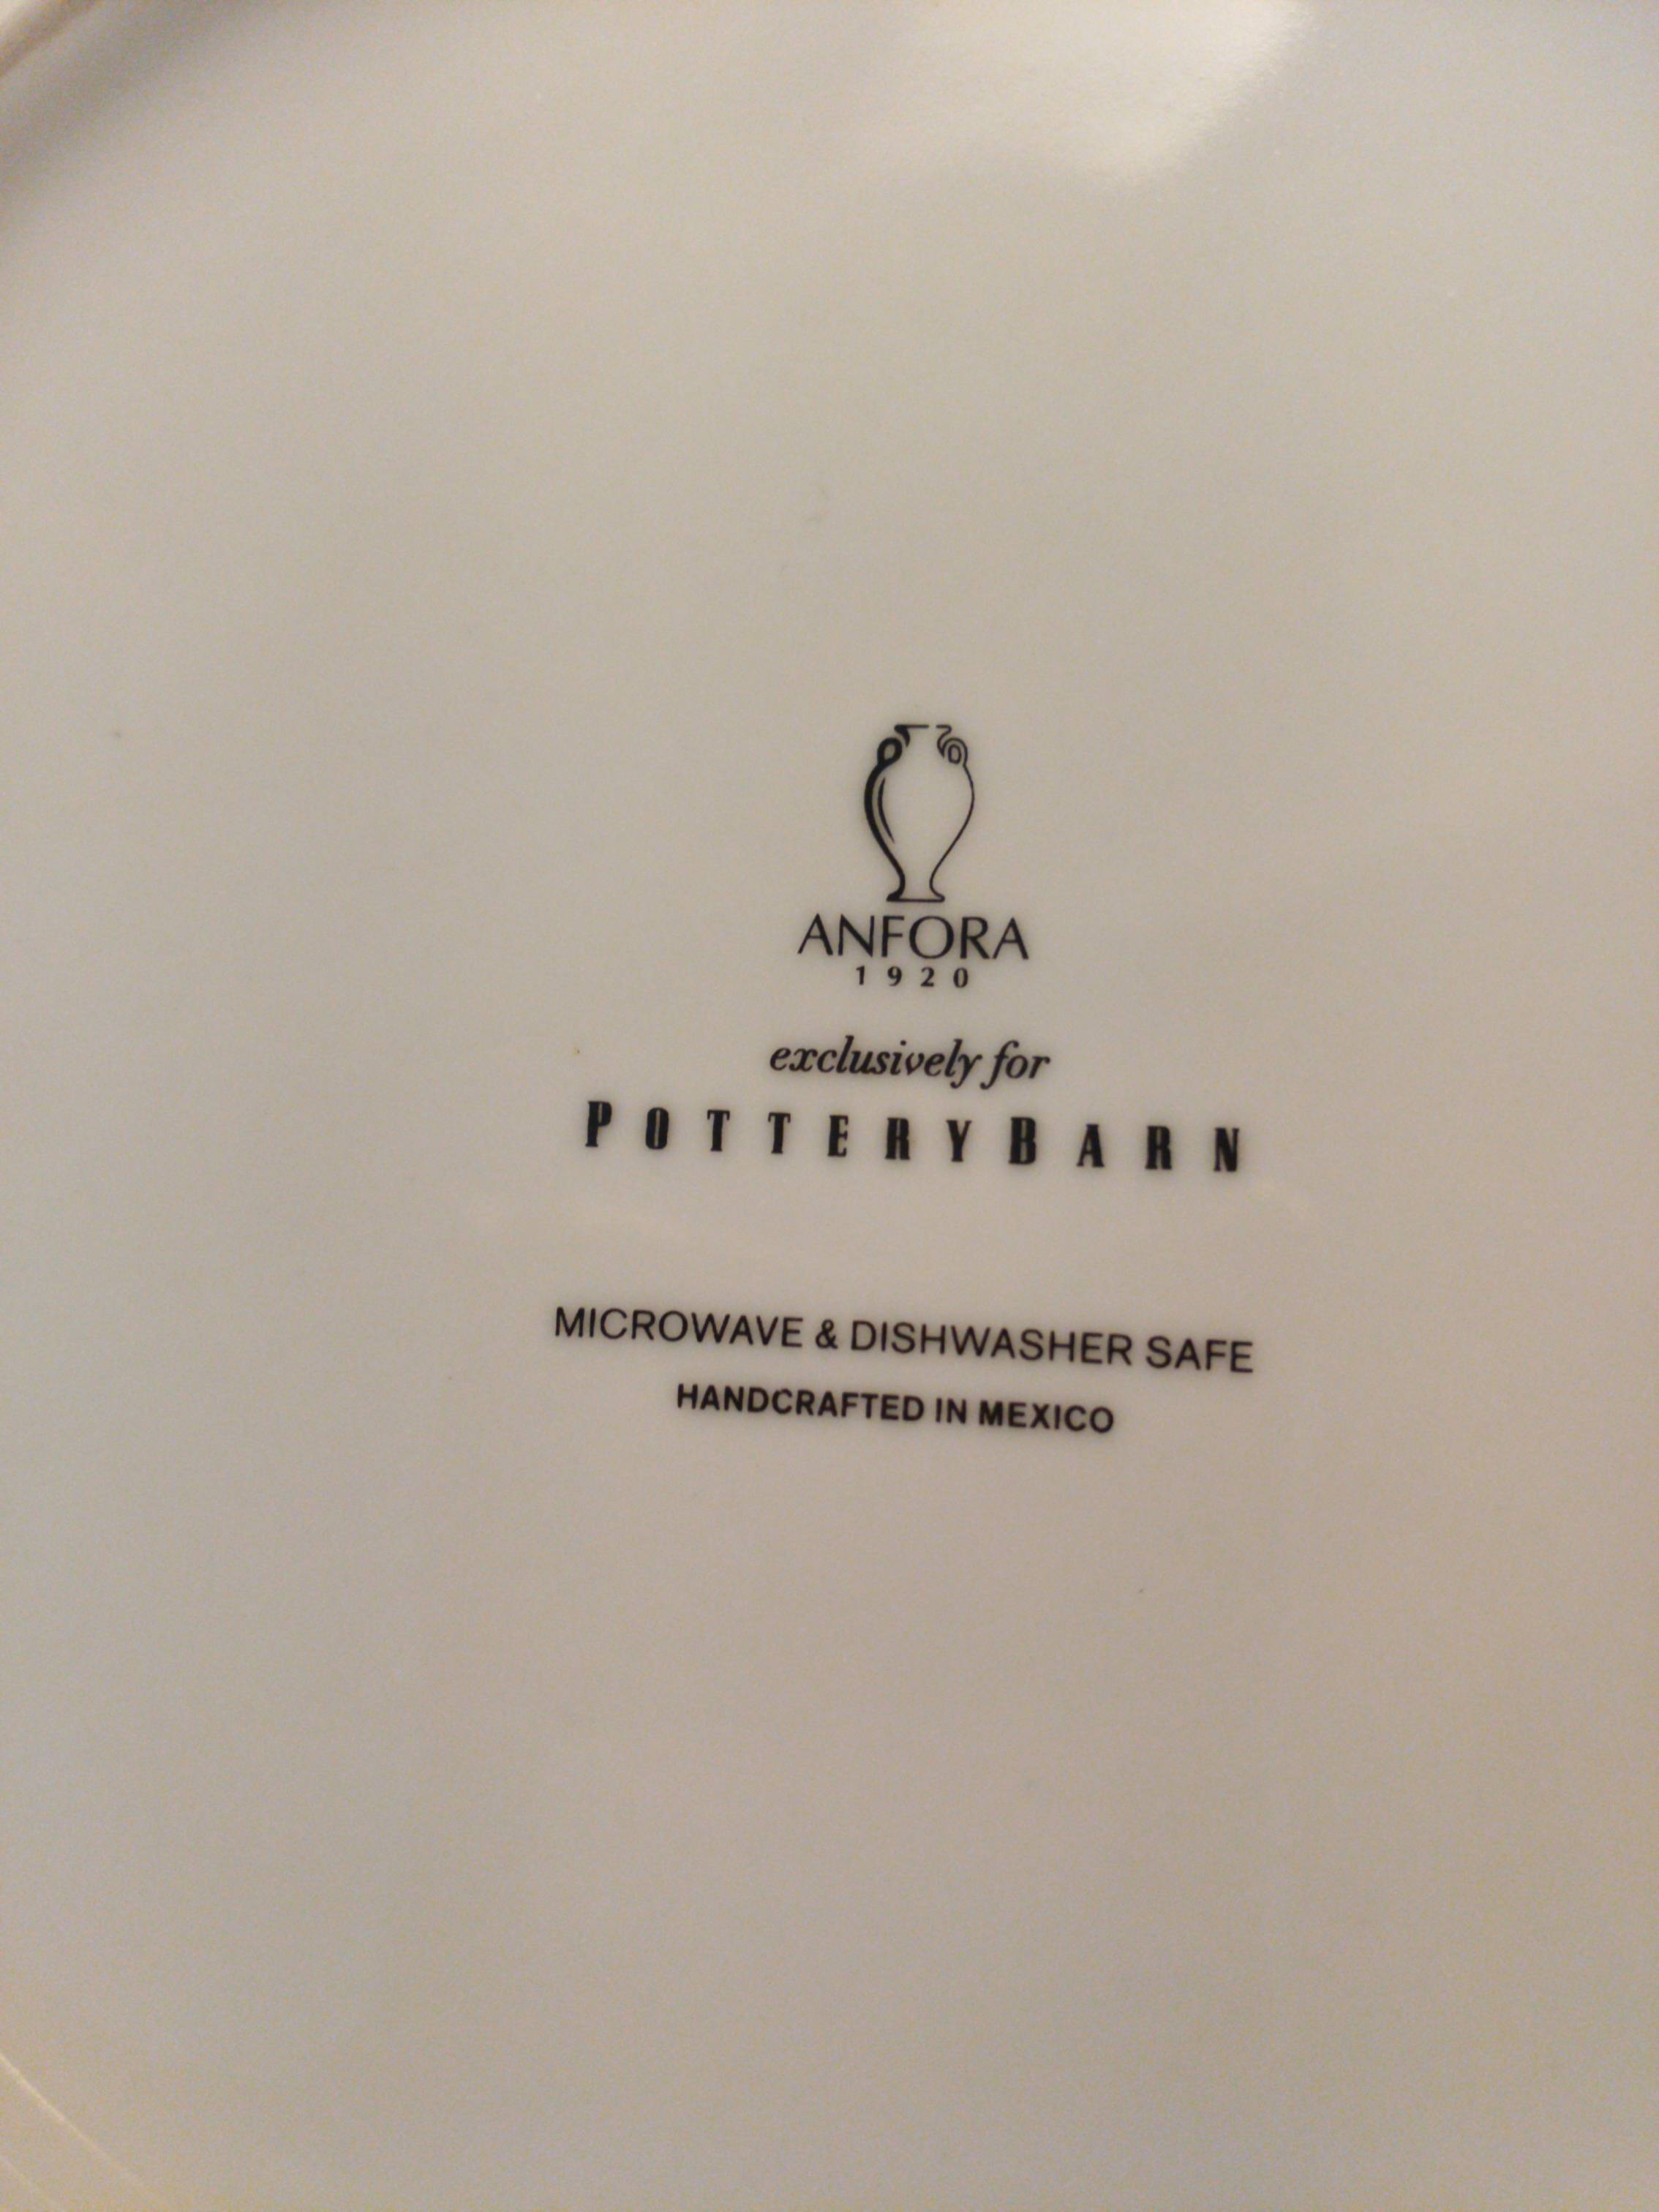 ANFORA
1920
exclusively for
POTTERYBARN
MICROWAVE & DISHWASHER SAFE
HANDCRAFTED IN MEXICO